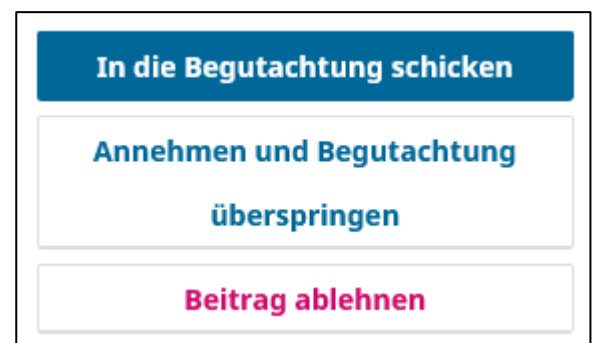 In die Begutachtung schicken
Annehmen und Begutachtung
überspringen
Beitrag ablehnen